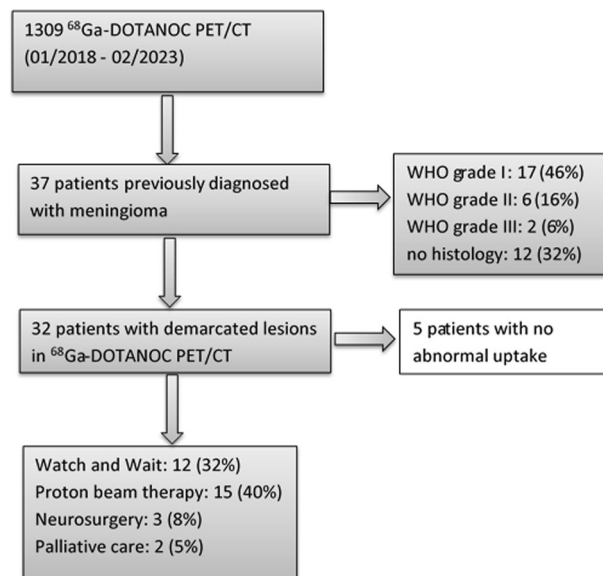 1309 ⁶⁸Ga-DOTANOC PET/CT
(01/2018 - 02/2023)
37 patients previously diagnosed
with meningioma
WHO grade I: 17 (46%)
WHO grade II: 6 (16%)
WHO grade III: 2 (6%)
no histology: 12 (32%)
32 patients with demarcated lesions
in ⁶⁸Ga-DOTANOC PET/CT
5 patients with no
abnormal uptake
Watch and Wait: 12 (32%)
Proton beam therapy: 15 (40%)
Neurosurgery: 3 (8%)
Palliative care: 2 (5%)